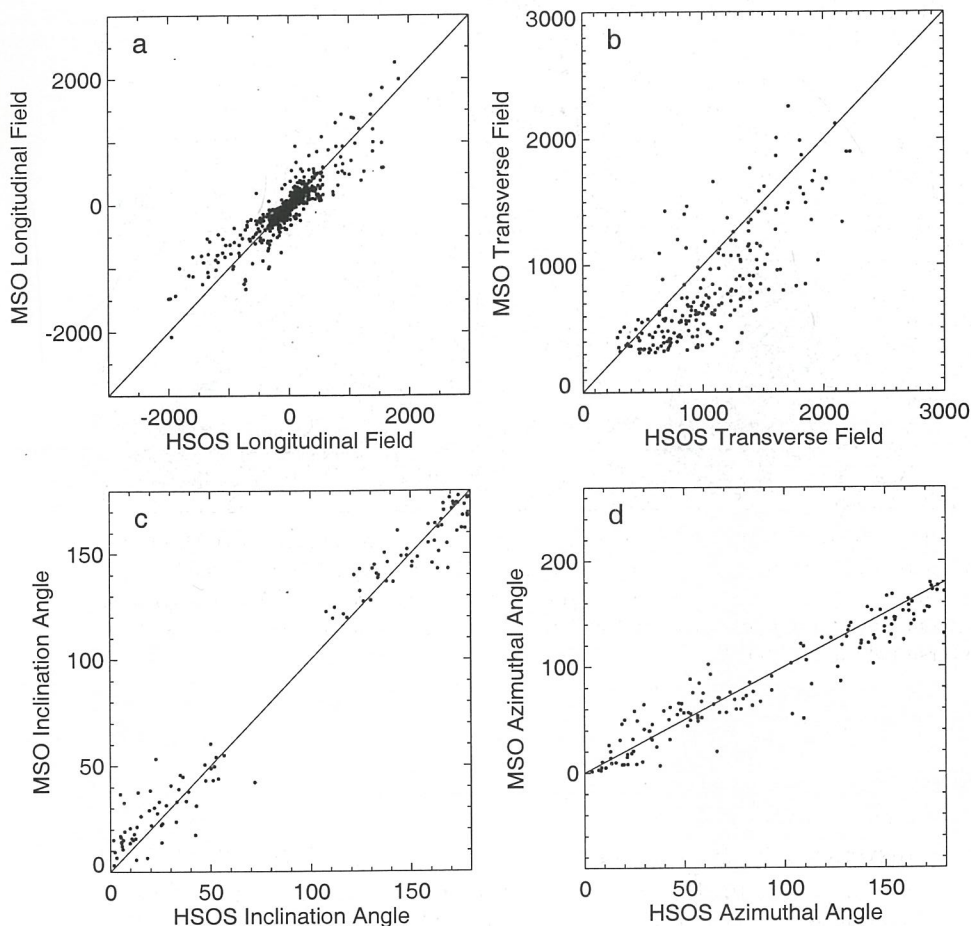 a
2000
0
-2000
MSO Longitudinal Field
-2000 0 2000
HSOS Longitudinal Field
b
3000
2000
1000
0
MSO Transverse Field
0 1000 2000 3000
HSOS Transverse Field
c
150
100
50
0
MSO Inclination Angle
0 50 100 150
HSOS Inclination Angle
d
200
100
0
MSO Azimuthal Angle
0 50 100 150
HSOS Azimuthal Angle